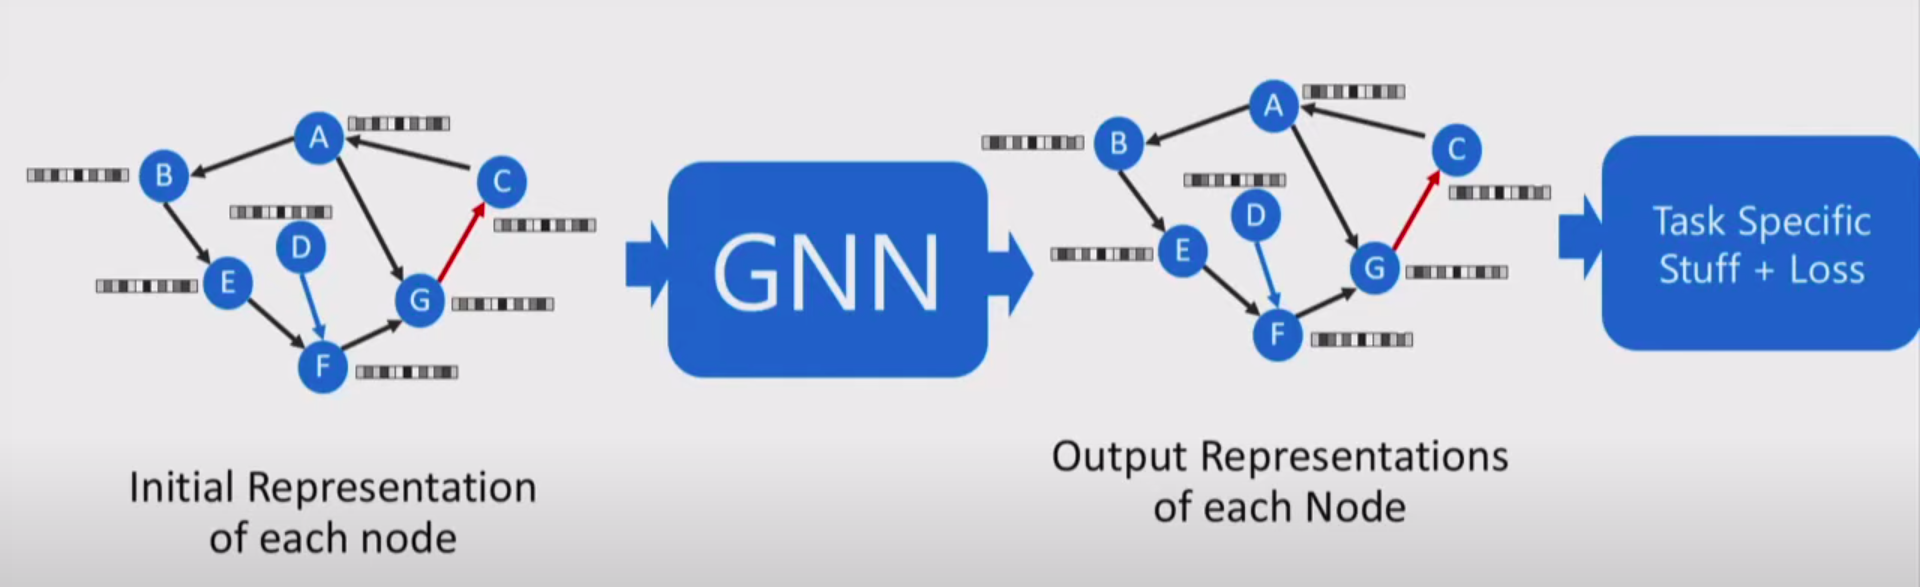 A
B
C
D
E
G
F
Initial Representation
of each node
GNN
A
B
C
D
E
G
F
Output Representations
of each Node
Task Specific
Stuff + Loss